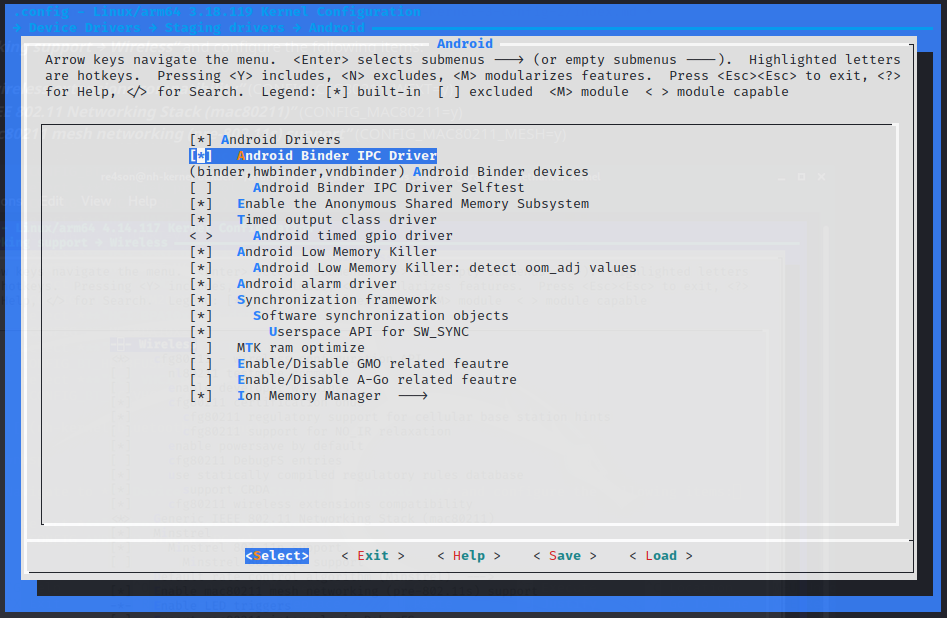 .config - Linux/arm64 3.18.119 Kernel Configuration
→ Device Drivers → Staging drivers → Android
Android
Arrow keys navigate the menu. <Enter> selects submenus ---> (or empty submenus ----). Highlighted letters
are hotkeys. Pressing <Y> includes, <N> excludes, <M> modularizes features. Press <Esc><Esc> to exit, <?>
for Help, </> for Search. Legend: [*] built-in [ ] excluded <M> module < > module capable
[*] Android Drivers
[*] Android Binder IPC Driver
(binder,hwbinder,vndbinder) Android Binder devices
[ ] Android Binder IPC Driver Selftest
[*] Enable the Anonymous Shared Memory Subsystem
[*] Timed output class driver
< > Android timed gpio driver
[*] Android Low Memory Killer
[*] Android Low Memory Killer: detect oom_adj values
[*] Android alarm driver
[*] Synchronization framework
[*] Software synchronization objects
[*] Userspace API for SW_SYNC
[ ] MTK ram optimize
[ ] Enable/Disable GMO related feautre
[ ] Enable/Disable A-Go related feautre
[*] Ion Memory Manager --->
<Select> < Exit > < Help > < Save > < Load >